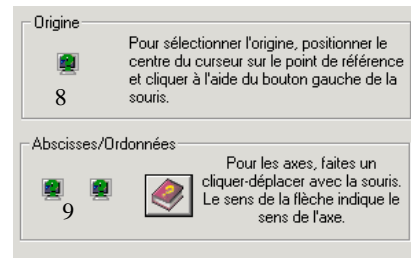 Origine
Pour sélectionner l'origine, positionner le
centre du curseur sur le point de référence
et cliquer à l'aide du bouton gauche de la
souris.
8
Abscisses/Ordonnées
Pour les axes, faites un
cliquer-déplacer avec la souris.
Le sens de la flèche indique le
sens de l'axe.
9